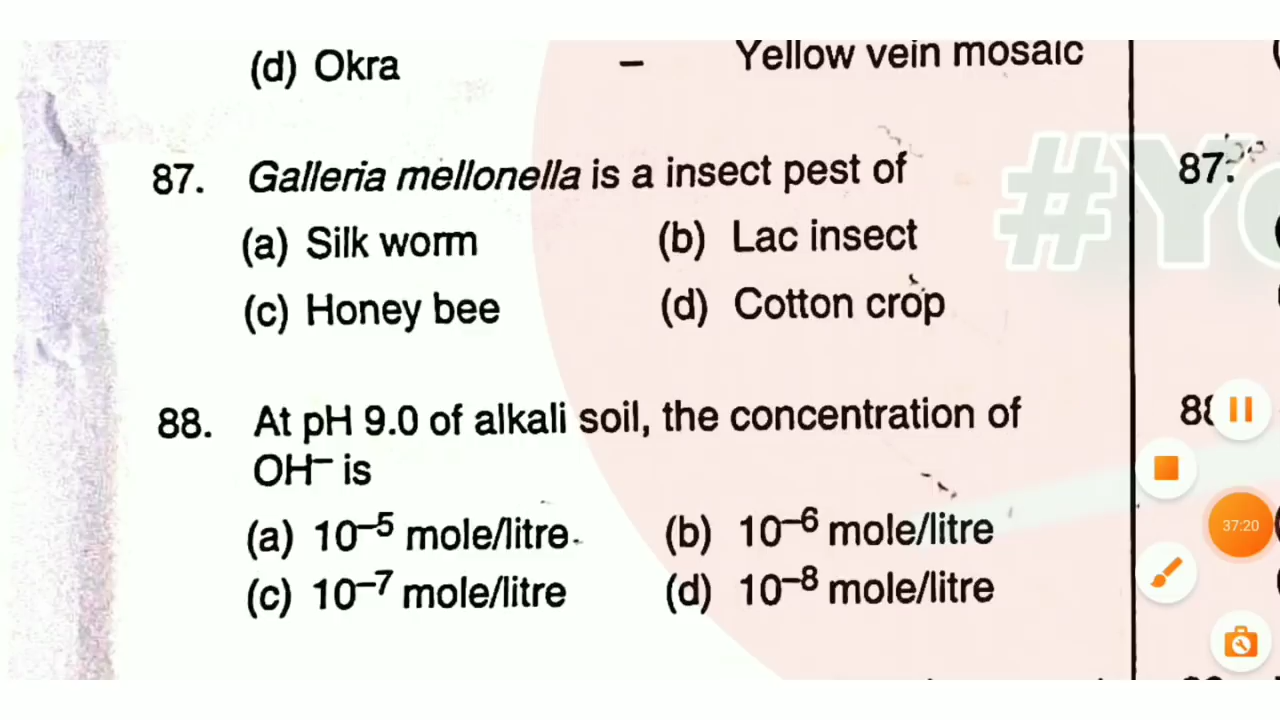 (d) Okra – Yellow vein mosaic
87. Galleria mellonella is a insect pest of
(a) Silk worm (b) Lac insect
(c) Honey bee (d) Cotton crop
88. At pH 9.0 of alkali soil, the concentration of
OH⁻ is
(a) 10⁻⁵ mole/litre (b) 10⁻⁶ mole/litre
(c) 10⁻⁷ mole/litre (d) 10⁻⁸ mole/litre
87.
#Y
37:20